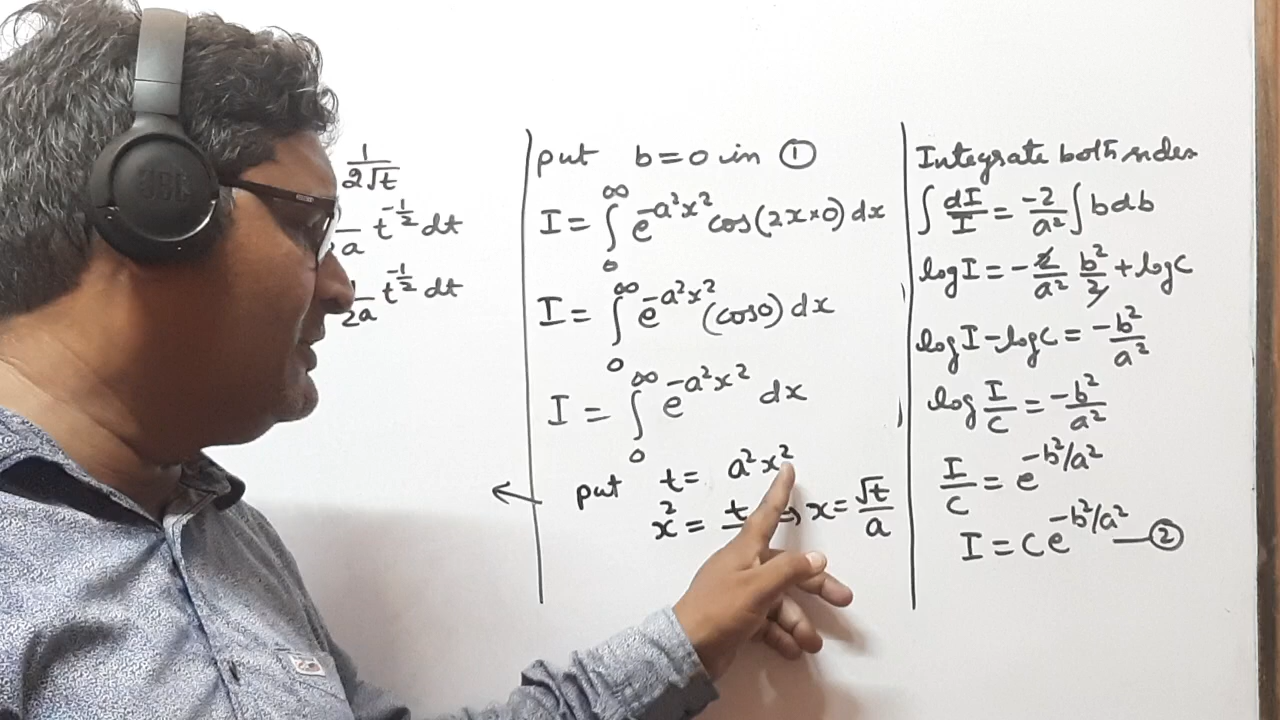 JBL
1/(2√t)
a t^(-1/2) dt
1/(2a) t^(-1/2) dt
put b=0 in ①
I = ∫₀^∞ e^(-a²x²) cos(2x×0) dx
I = ∫₀^∞ e^(-a²x²) (cos0) dx
I = ∫₀^∞ e^(-a²x²) dx
← put t = a²x²
x² = t ⇒ x = √t/a
Integrate both sides
∫ dI/I = -2/a² ∫ b db
log I = -2/a² b²/2 + log C
log I - log C = -b²/a²
log I/C = -b²/a²
I/C = e^(-b²/a²)
I = C e^(-b²/a²) — ②